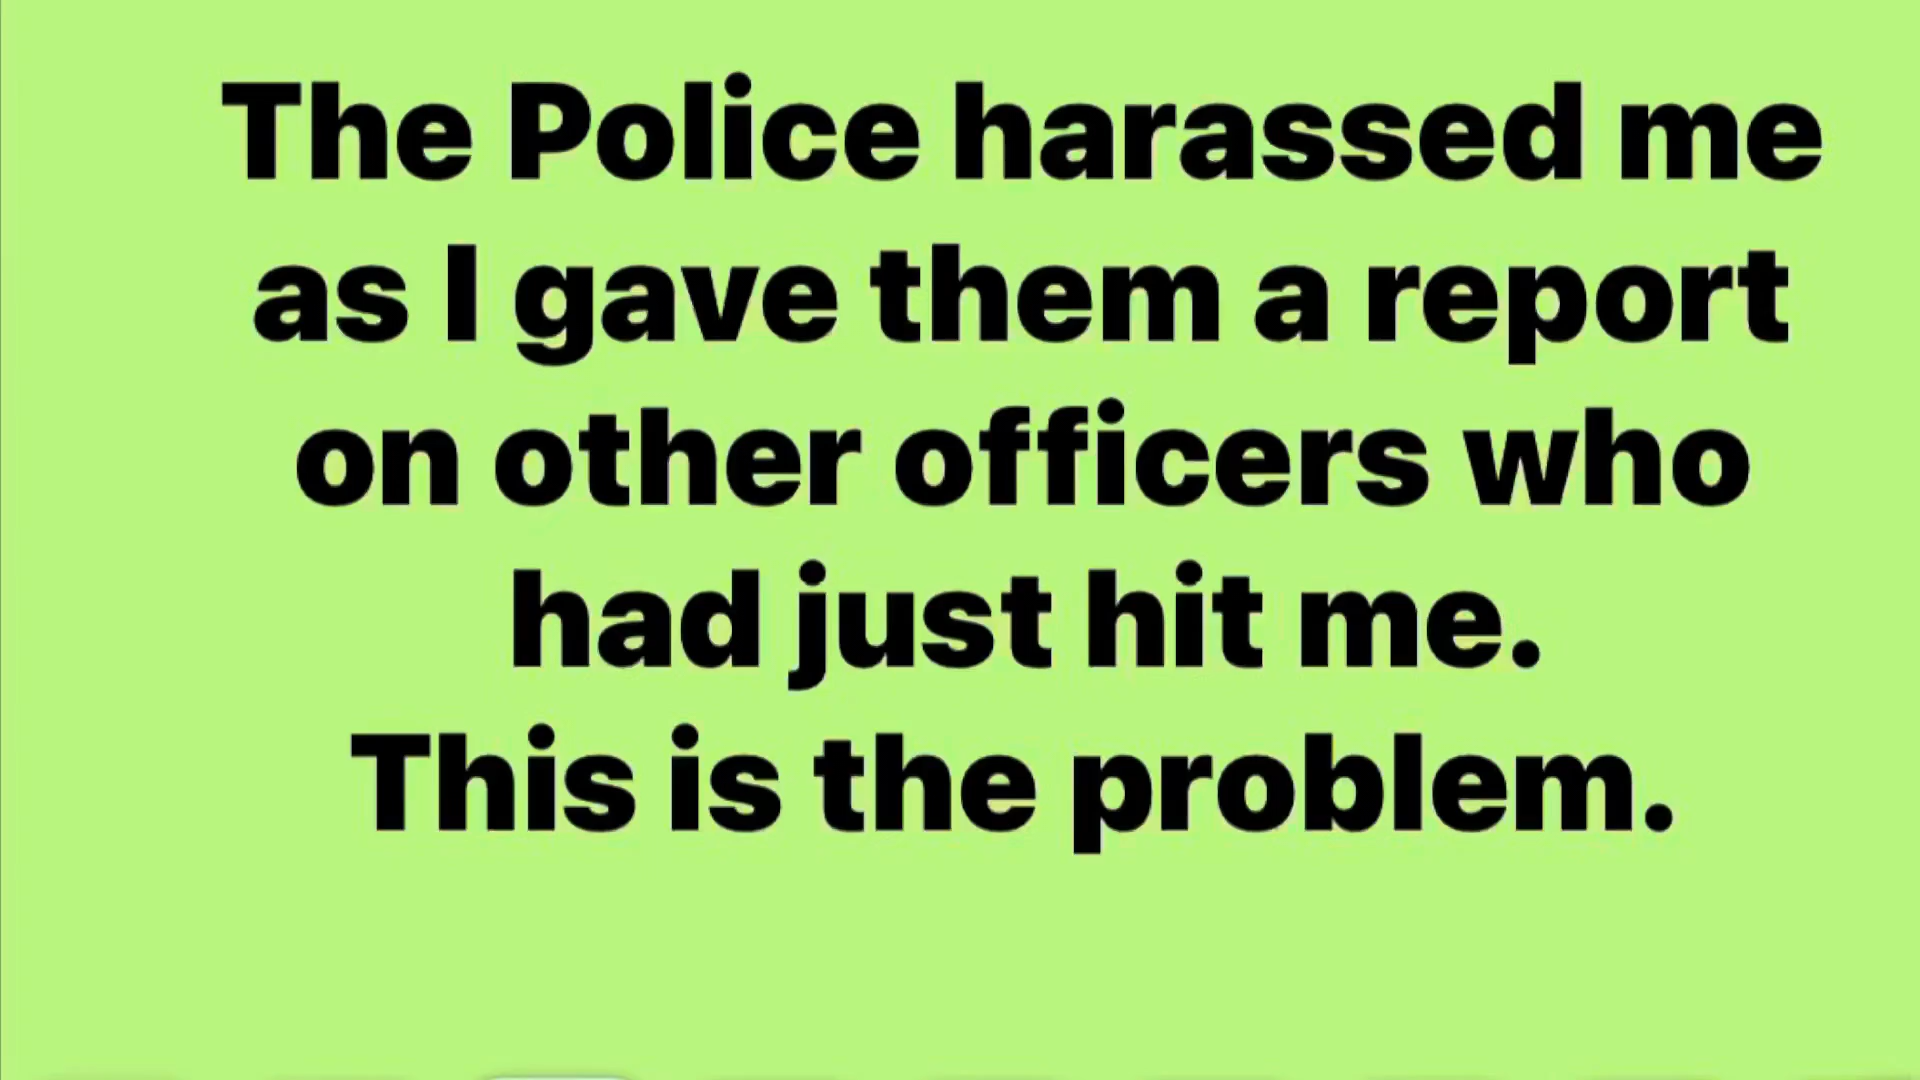 The Police harassed me
as I gave them a report
on other officers who
had just hit me.
This is the problem.